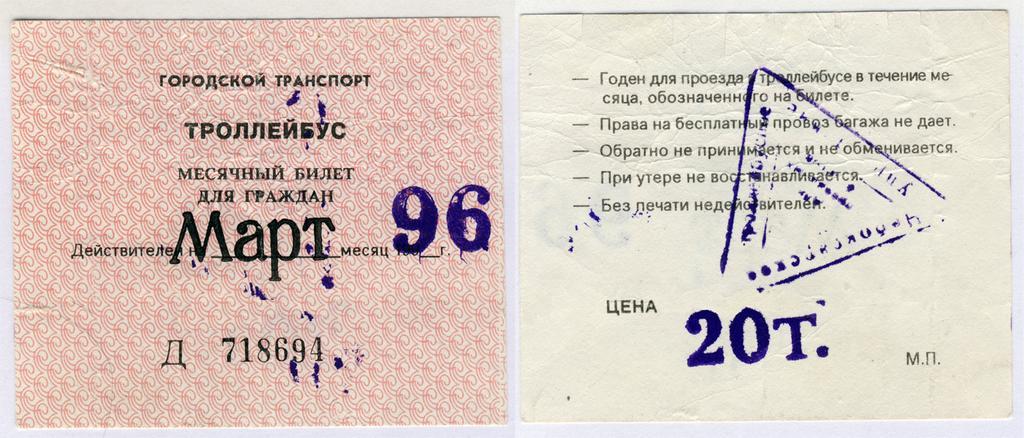 ГОРОДСКОЙ ТРАНСПОРТ
ТРОЛЛЕЙБУС
МЕСЯЧНЫЙ БИЛЕТ
ДЛЯ ГРАЖДАН
Действителен н Март месяц 199__г. 96
Д 718694
— Годен для проезда в троллейбусе в течение ме-
сяца, обозначенного на билете.
— Права на бесплатный провоз багажа не дает.
— Обратно не принимается и не обменивается.
— При утере не восстанавливается.
— Без печати недействителен.
ЦЕНА
20Т.
М.П.